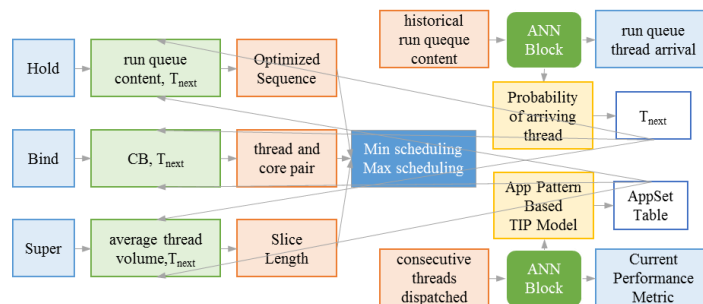 historical
run queque
content
ANN
Block
run queue
thread arrival
Hold
run queue
content, Tnext
Optimized
Sequence
Probability
of arriving
thread
Tnext
Bind
CB, Tnext
thread and
core pair
Min scheduling
Max scheduling
App Pattern
Based
TIP Model
AppSet
Table
Super
average thread
volume,Tnext
Slice
Length
consecutive
threads
dispatched
ANN
Block
Current
Performance
Metric